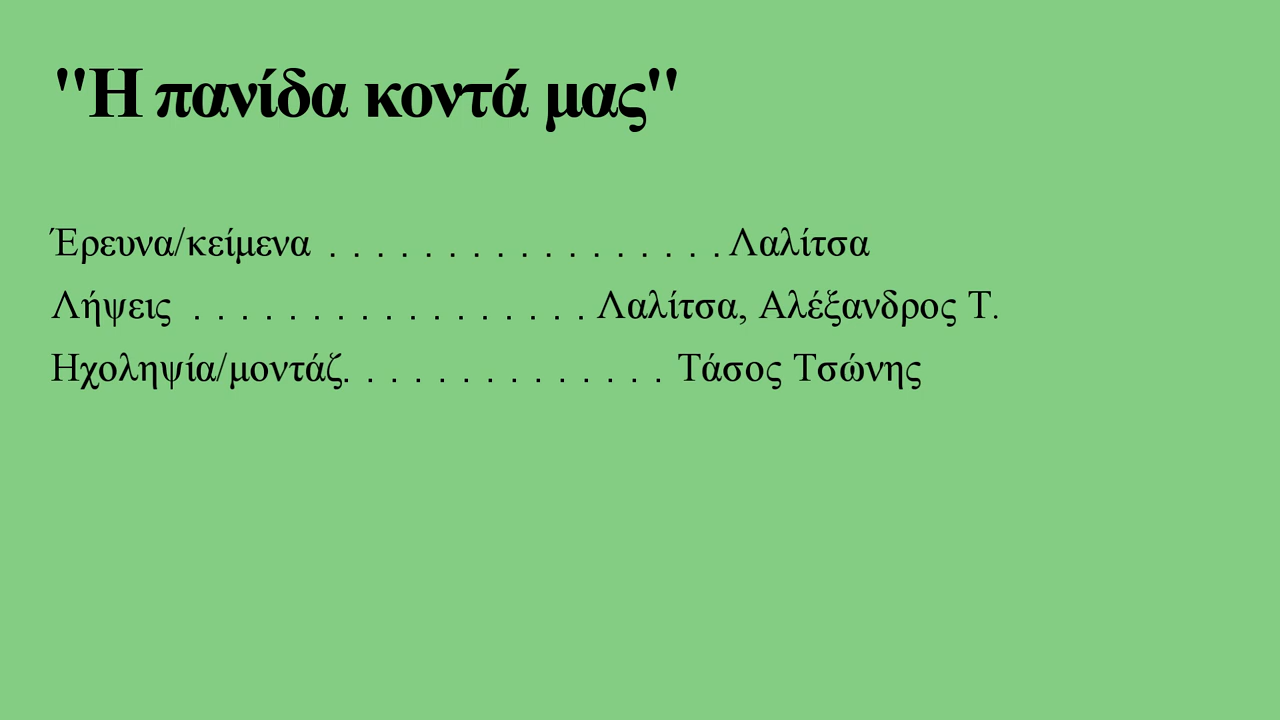 "Η πανίδα κοντά μας"
Έρευνα/κείμενα . . . . . . . . . . . . . . . . . Λαλίτσα
Λήψεις . . . . . . . . . . . . . . . . . Λαλίτσα, Αλέξανδρος Τ.
Ηχοληψία/μοντάζ. . . . . . . . . . . . . . Τάσος Τσώνης